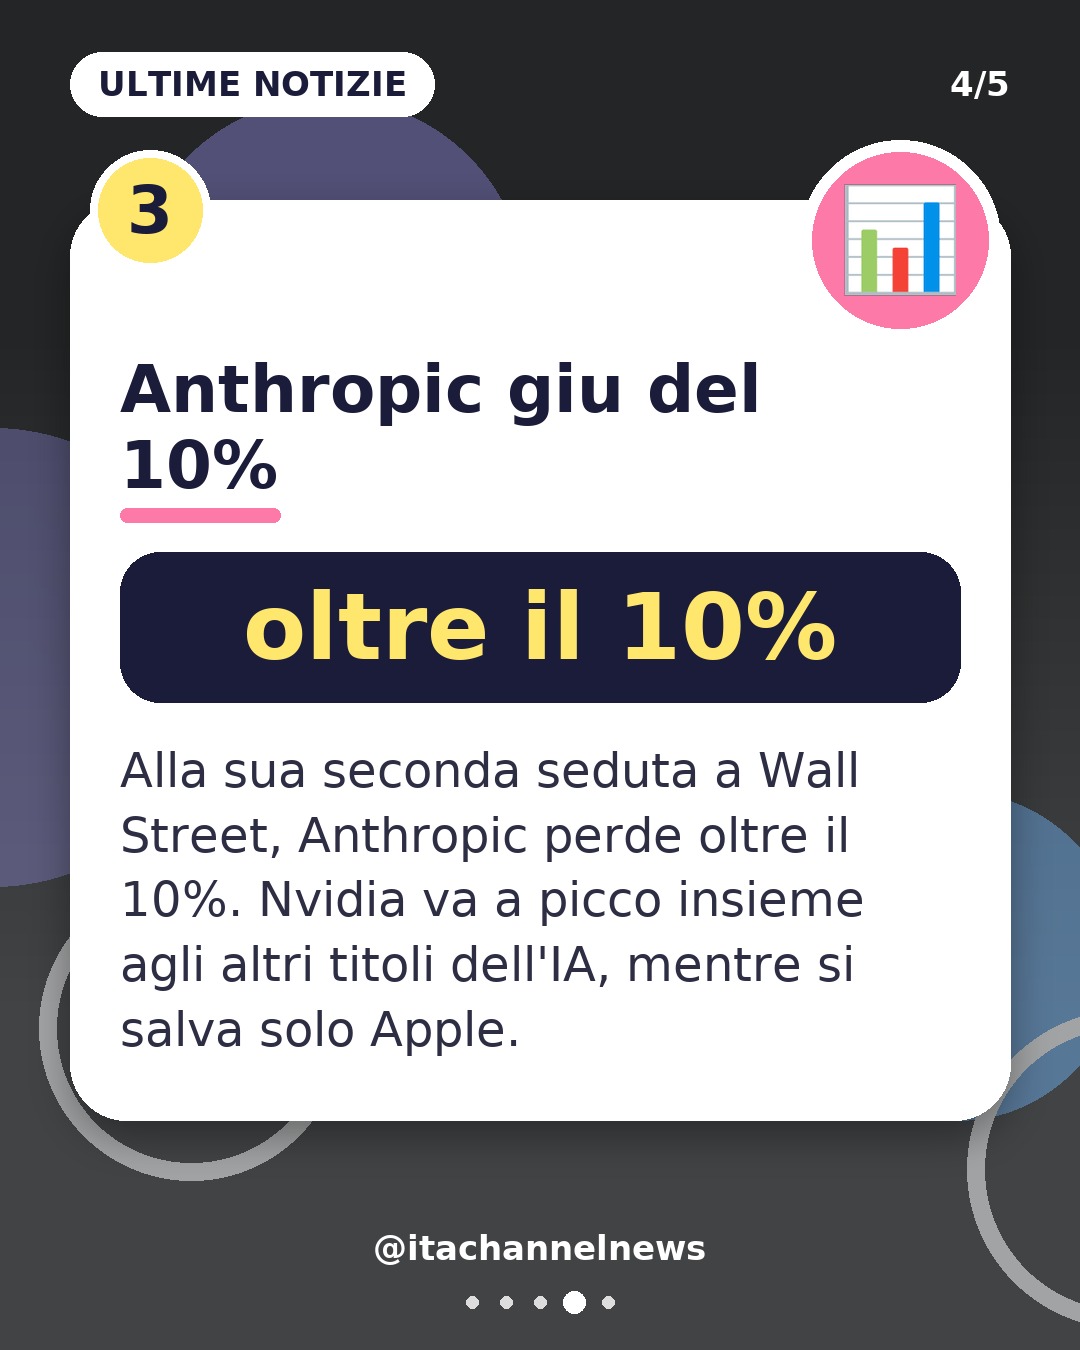 ULTIME NOTIZIE
4/5
3
Anthropic giu del
10%
oltre il 10%
Alla sua seconda seduta a Wall
Street, Anthropic perde oltre il
10%. Nvidia va a picco insieme
agli altri titoli dell'IA, mentre si
salva solo Apple.
@itachannelnews